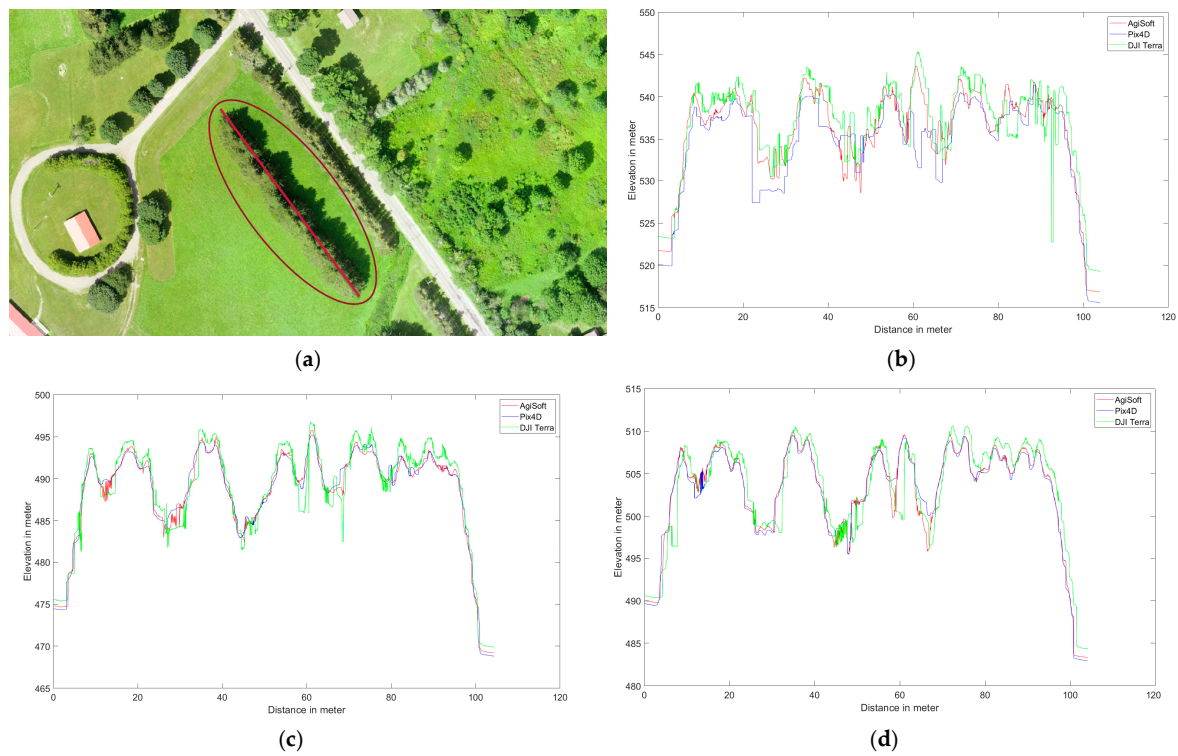 550
545
540
535
530
525
520
515
Elevation in meter
0
20
40
60
80
100
120
Distance in meter
AgiSoft
Pix4D
DJI Terra
(a)
(b)
500
495
490
485
480
475
470
465
Elevation in meter
0
20
40
60
80
100
120
Distance in meter
AgiSoft
Pix4D
DJI Terra
515
510
505
500
495
490
485
480
Elevation in meter
0
20
40
60
80
100
120
Distance in meter
AgiSoft
Pix4D
DJI Terra
(c)
(d)